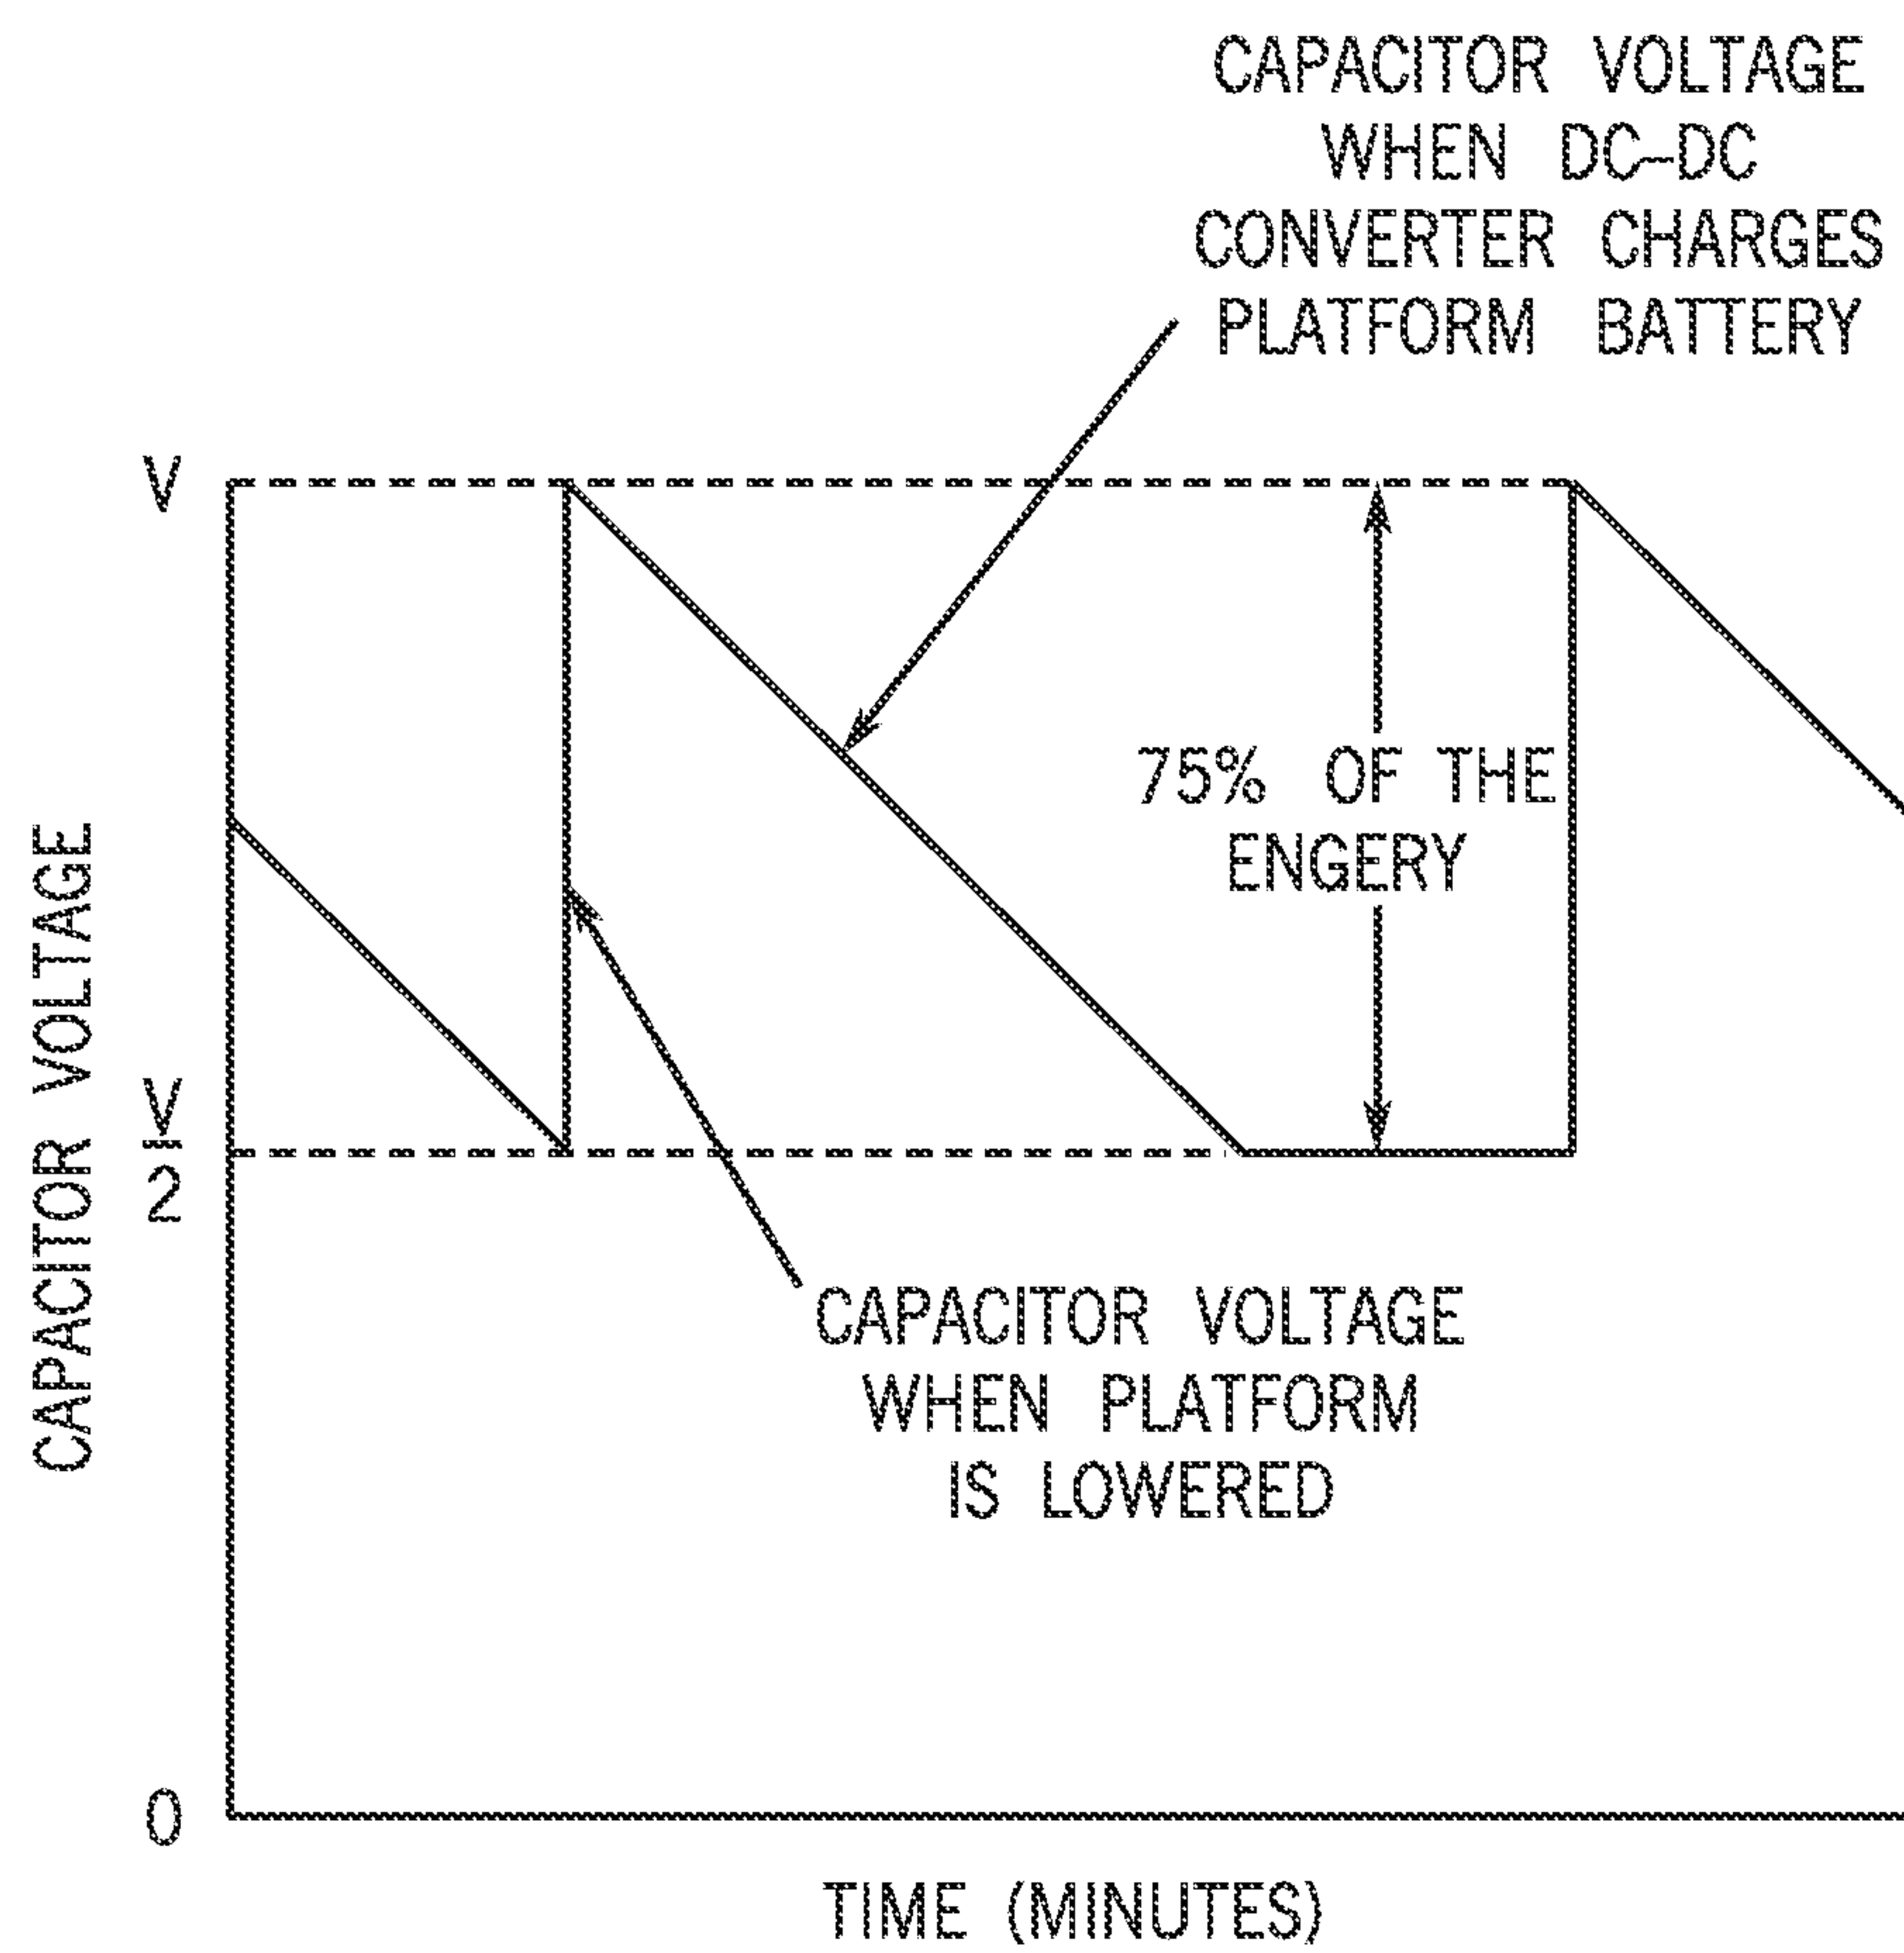 CAPACITOR VOLTAGE
WHEN DC–DC
CONVERTER CHARGES
PLATFORM BATTERY
V
75% OF THE
ENGERY
CAPACITOR VOLTAGE
V
2
CAPACITOR VOLTAGE
WHEN PLATFORM
IS LOWERED
0
TIME (MINUTES)